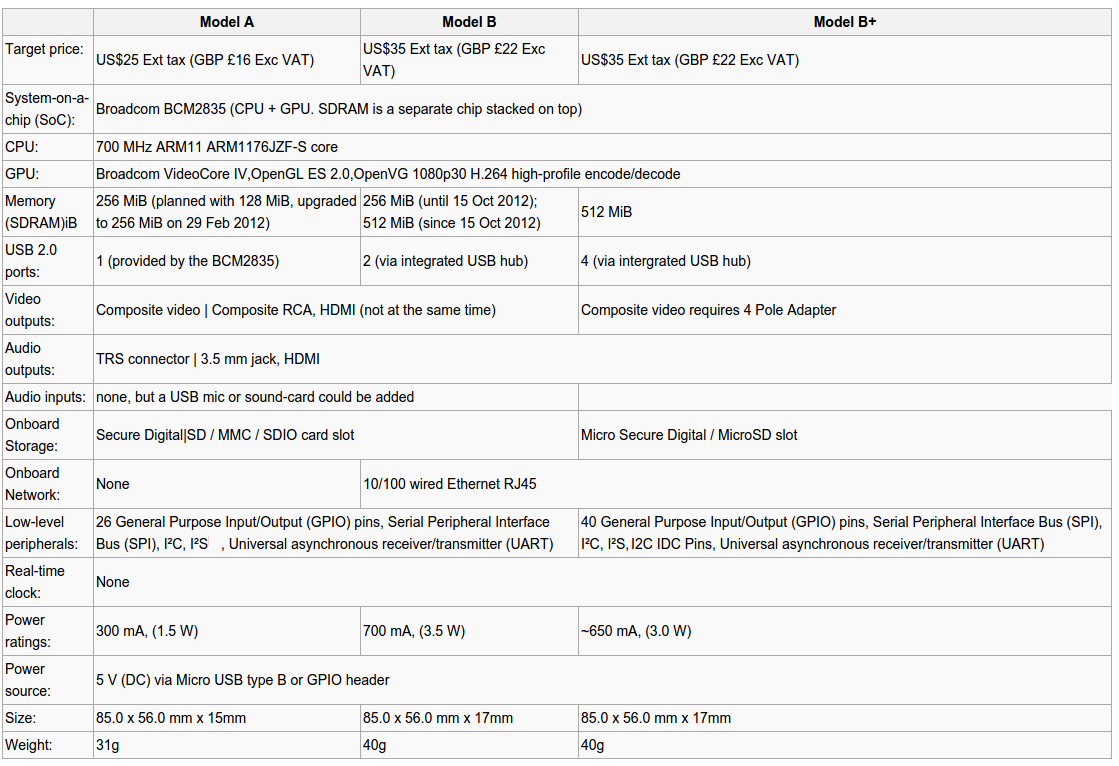 Model A Model B Model B+
Target price: US$25 Ext tax (GBP £16 Exc VAT) US$35 Ext tax (GBP £22 Exc VAT) US$35 Ext tax (GBP £22 Exc VAT)
System-on-a-
chip (SoC): Broadcom BCM2835 (CPU + GPU. SDRAM is a separate chip stacked on top)
CPU: 700 MHz ARM11 ARM1176JZF-S core
GPU: Broadcom VideoCore IV,OpenGL ES 2.0,OpenVG 1080p30 H.264 high-profile encode/decode
Memory
(SDRAM)iB
256 MiB (planned with 128 MiB, upgraded
to 256 MiB on 29 Feb 2012)
256 MiB (until 15 Oct 2012);
512 MiB (since 15 Oct 2012)
512 MiB
USB 2.0
ports: 1 (provided by the BCM2835) 2 (via integrated USB hub) 4 (via intergrated USB hub)
Video
outputs: Composite video | Composite RCA, HDMI (not at the same time) Composite video requires 4 Pole Adapter
Audio
outputs: TRS connector | 3.5 mm jack, HDMI
Audio inputs: none, but a USB mic or sound-card could be added
Onboard
Storage: Secure Digital|SD / MMC / SDIO card slot Micro Secure Digital / MicroSD slot
Onboard
Network: None 10/100 wired Ethernet RJ45
Low-level
peripherals:
26 General Purpose Input/Output (GPIO) pins, Serial Peripheral Interface
Bus (SPI), I²C, I²S , Universal asynchronous receiver/transmitter (UART)
40 General Purpose Input/Output (GPIO) pins, Serial Peripheral Interface Bus (SPI),
I²C, I²S, I2C IDC Pins, Universal asynchronous receiver/transmitter (UART)
Real-time
clock: None
Power
ratings: 300 mA, (1.5 W) 700 mA, (3.5 W) ~650 mA, (3.0 W)
Power
source: 5 V (DC) via Micro USB type B or GPIO header
Size: 85.0 x 56.0 mm x 15mm 85.0 x 56.0 mm x 17mm 85.0 x 56.0 mm x 17mm
Weight: 31g 40g 40g